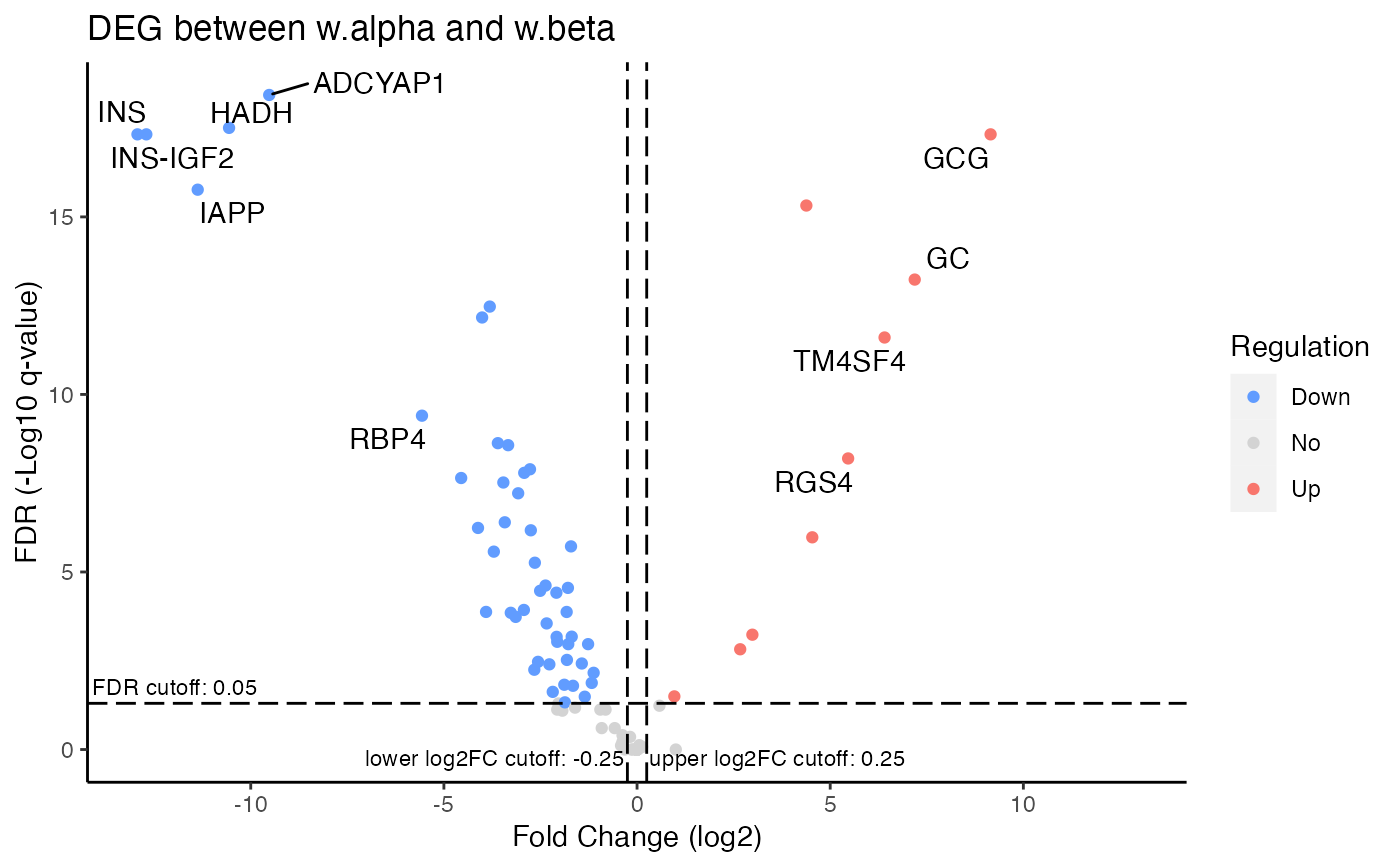 DEG between w.alpha and w.beta
ADCYAP1
INS
HADH
INS-IGF2
GCG
IAPP
GC
TM4SF4
RBP4
RGS4
FDR cutoff: 0.05
lower log2FC cutoff: -0.25
upper log2FC cutoff: 0.25
15
10
5
0
FDR (-Log10 q-value)
-10
-5
0
5
10
Fold Change (log2)
Regulation
Down
No
Up